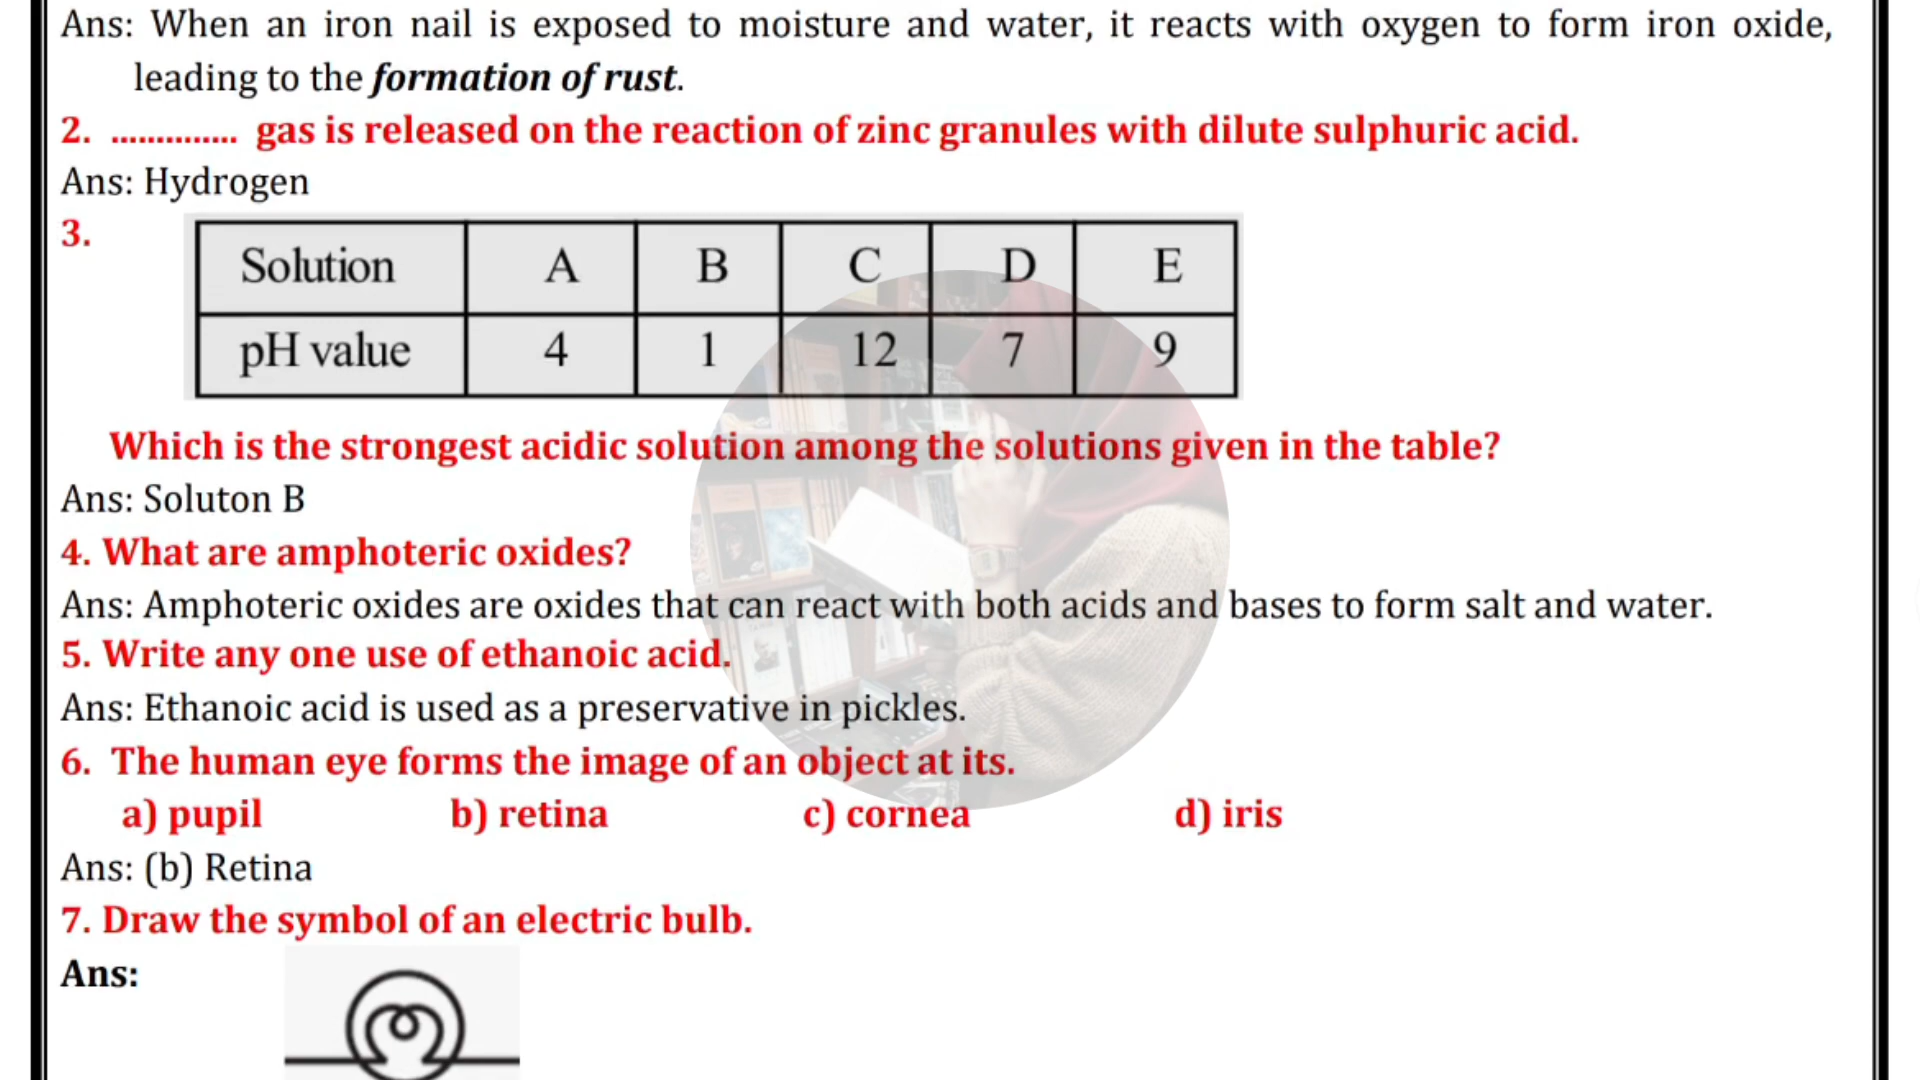 Ans: When an iron nail is exposed to moisture and water, it reacts with oxygen to form iron oxide,
leading to the formation of rust.
2. .............. gas is released on the reaction of zinc granules with dilute sulphuric acid.
Ans: Hydrogen
3.
Solution A B C D E
pH value 4 1 12 7 9
Which is the strongest acidic solution among the solutions given in the table?
Ans: Soluton B
4. What are amphoteric oxides?
Ans: Amphoteric oxides are oxides that can react with both acids and bases to form salt and water.
5. Write any one use of ethanoic acid.
Ans: Ethanoic acid is used as a preservative in pickles.
6. The human eye forms the image of an object at its.
a) pupil b) retina c) cornea d) iris
Ans: (b) Retina
7. Draw the symbol of an electric bulb.
Ans: